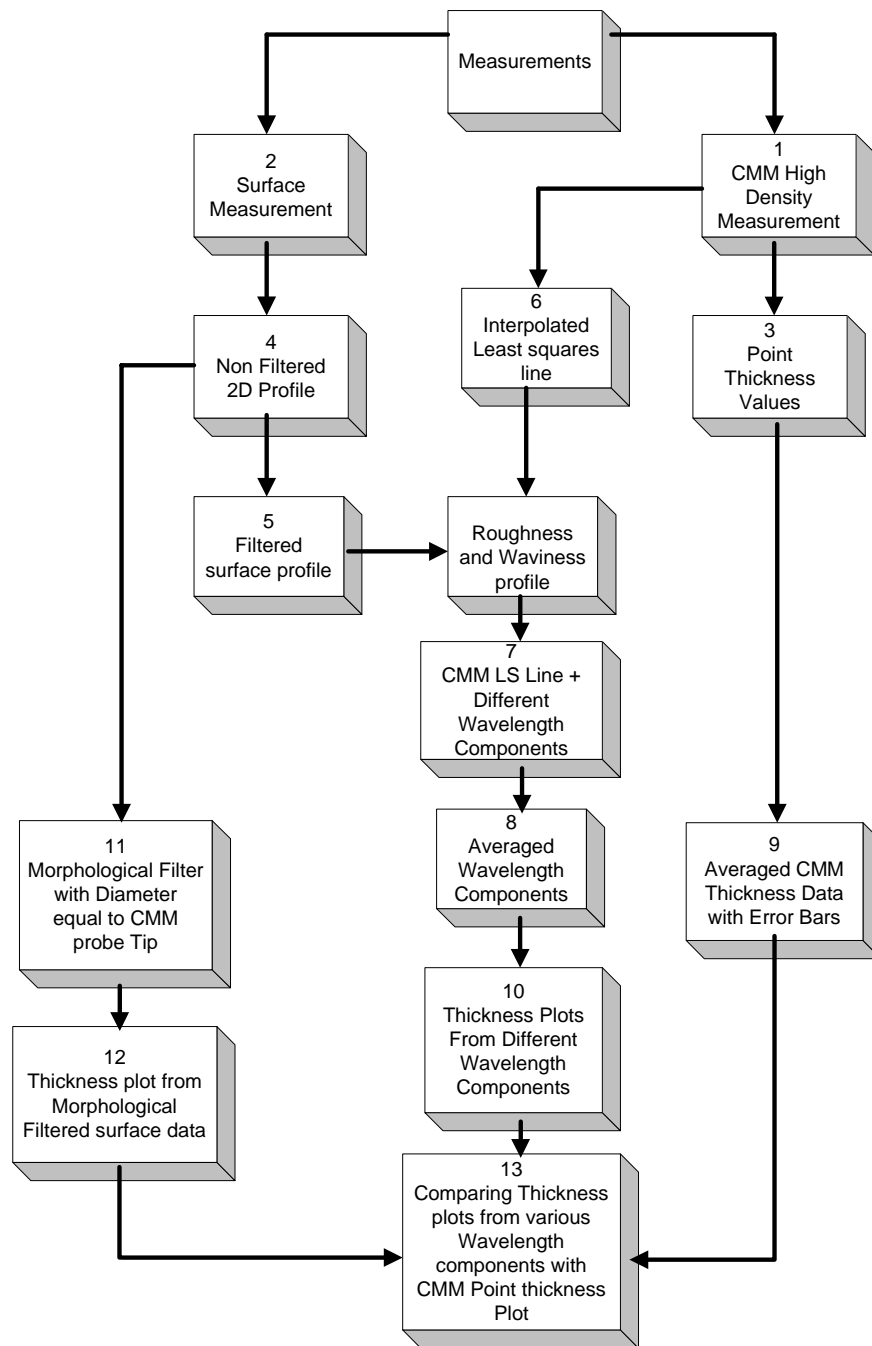 Measurements
2
Surface
Measurement
1
CMM High
Density
Measurement
4
Non Filtered
2D Profile
6
Interpolated
Least squares
line
3
Point
Thickness
Values
5
Filtered
surface profile
Roughness
and Waviness
profile
7
CMM LS Line +
Different
Wavelength
Components
8
Averaged
Wavelength
Components
11
Morphological Filter
with Diameter
equal to CMM
probe Tip
9
Averaged CMM
Thickness Data
with Error Bars
10
Thickness Plots
From Different
Wavelength
Components
12
Thickness plot from
Morphological
Filtered surface data
13
Comparing Thickness
plots from various
Wavelength
components with
CMM Point thickness
Plot